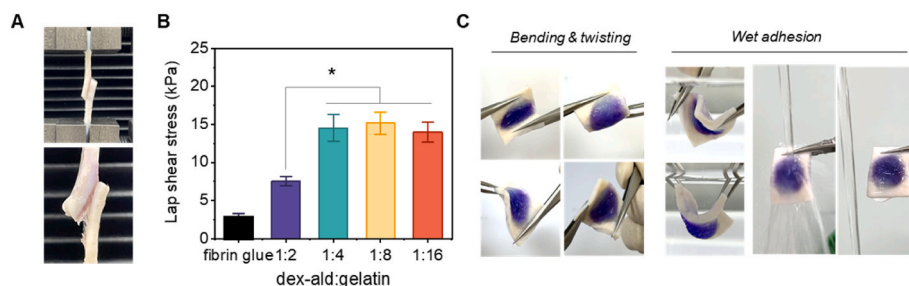 A
B
Lap shear stress (kPa)
25
20
15
10
5
0
*
fibrin glue 1:2 1:4 1:8 1:16
dex-ald:gelatin
C
Bending & twisting
Wet adhesion